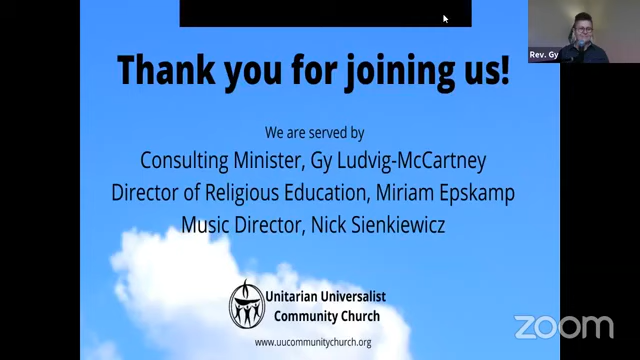 Rev. Gy
Thank you for joining us!
We are served by
Consulting Minister, Gy Ludvig-McCartney
Director of Religious Education, Miriam Epskamp
Music Director, Nick Sienkiewicz
Unitarian Universalist
Community Church
www.uucommunitychurch.org
zoom